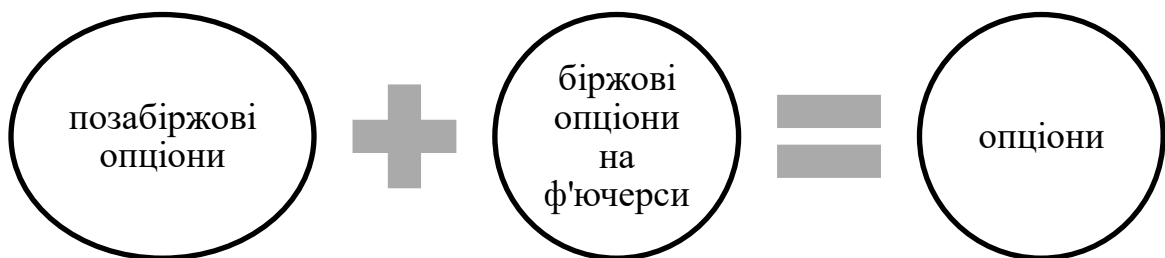 позабіржові
опціони
біржові
опціони
на
ф'ючерси
опціони